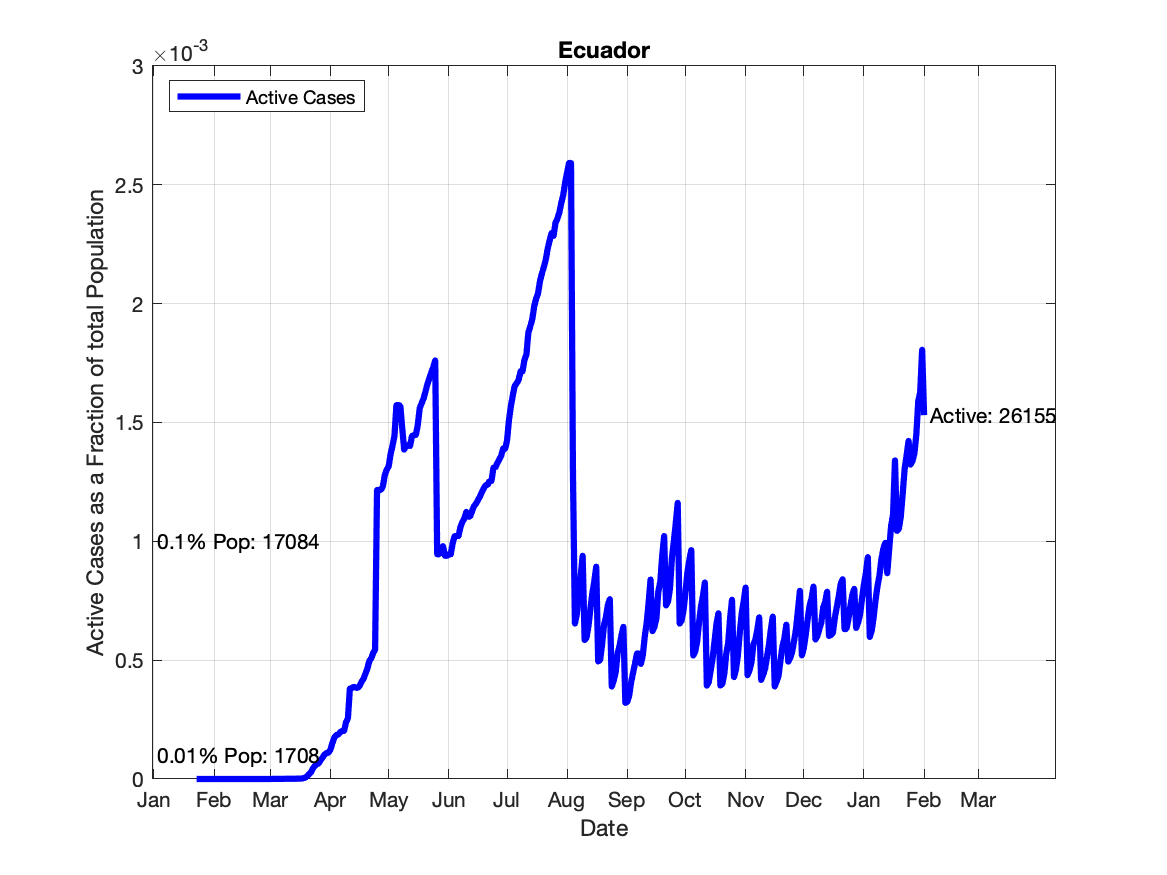 Ecuador
×10-3
3
2.5
2
1.5
1
0.5
0
Active Cases
Active: 26155
0.1% Pop: 17084
0.01% Pop: 1708
Jan Feb Mar Apr May Jun Jul Aug Sep Oct Nov Dec Jan Feb Mar
Date
Active Cases as a Fraction of total Population